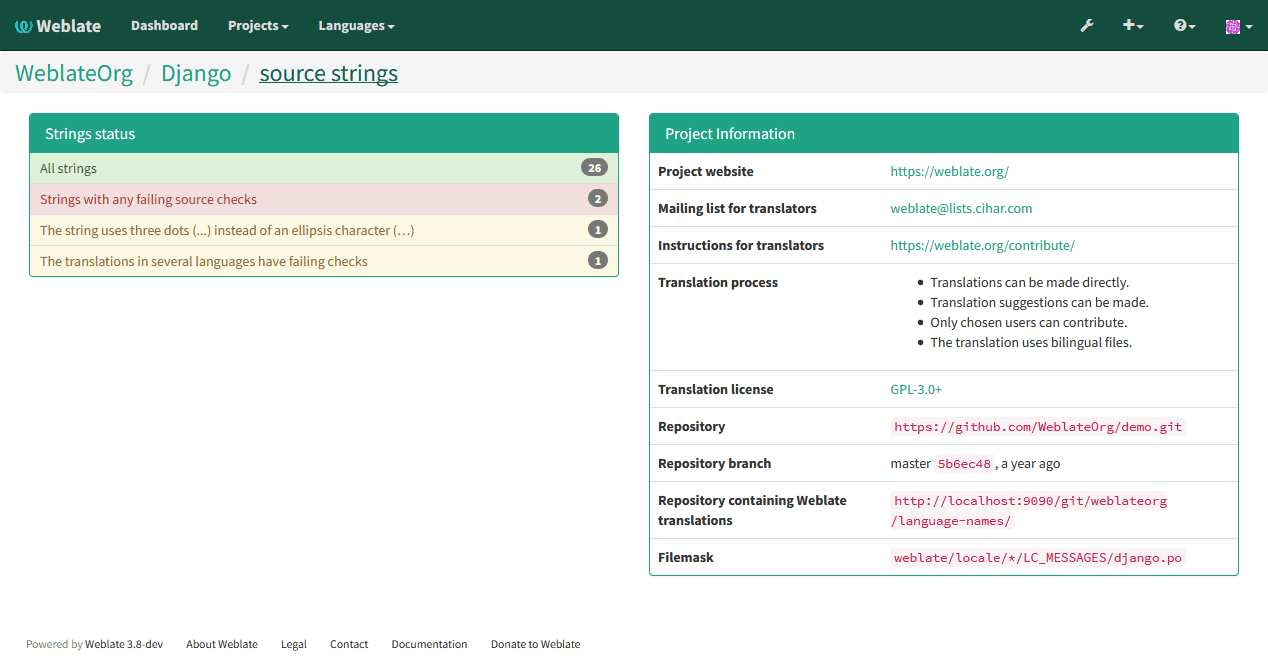 Weblate Dashboard Projects Languages
WeblateOrg / Django / source strings
Strings status
All strings 26
Strings with any failing source checks 2
The string uses three dots (...) instead of an ellipsis character (…) 1
The translations in several languages have failing checks 1
Project Information
Project website https://weblate.org/
Mailing list for translators weblate@lists.cihar.com
Instructions for translators https://weblate.org/contribute/
Translation process
Translations can be made directly.
Translation suggestions can be made.
Only chosen users can contribute.
The translation uses bilingual files.
Translation license GPL-3.0+
Repository https://github.com/WeblateOrg/demo.git
Repository branch master 5b6ec48 , a year ago
Repository containing Weblate http://localhost:9090/git/weblateorg
translations /language-names/
Filemask weblate/locale/*/LC_MESSAGES/django.po
Powered by Weblate 3.8-dev About Weblate Legal Contact Documentation Donate to Weblate